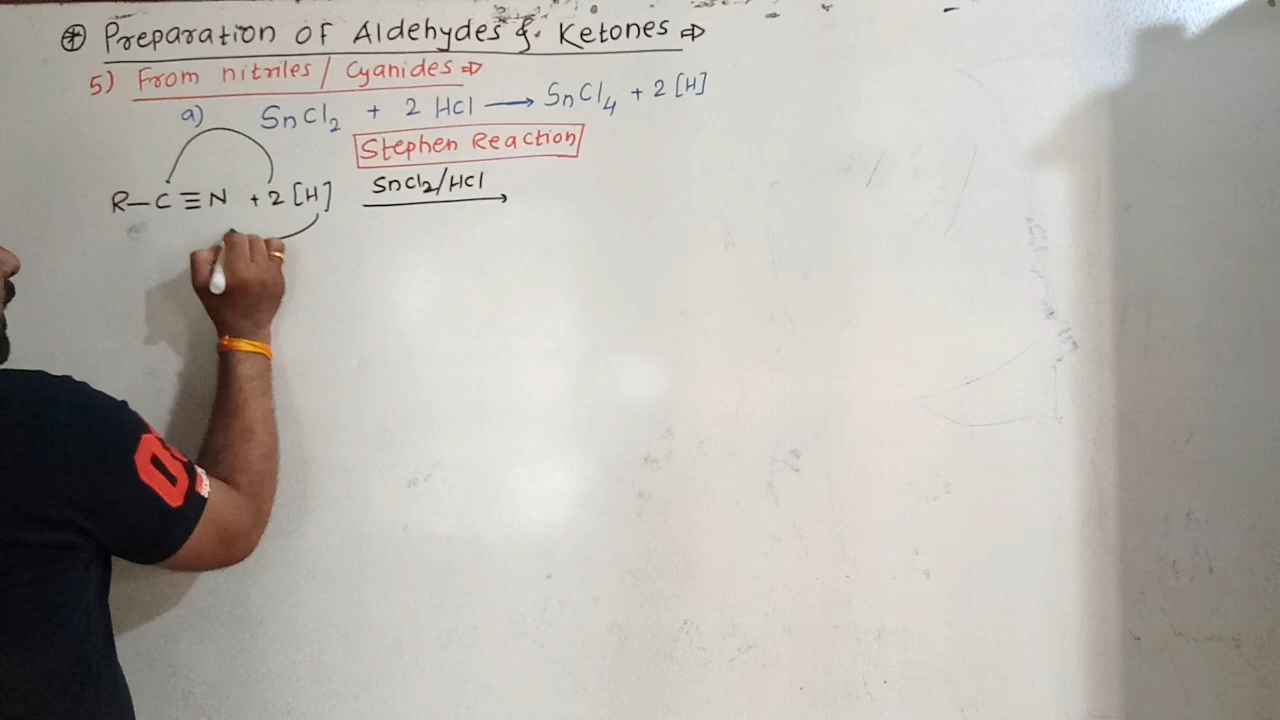 ⊕ Preparation of Aldehydes &. Ketones ⇨
5) From nitriles / Cyanides ⇨
a) SnCl₂ + 2 HCl ⟶ SnCl₄ + 2 [H]
Stephen Reaction
R–C≡N + 2 [H] SnCl₂/HCl ⟶